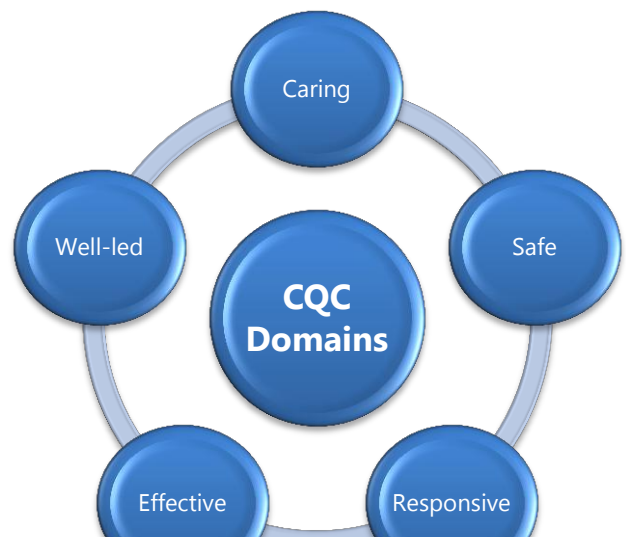 Caring
Well-led
Safe
CQC
Domains
Effective
Responsive